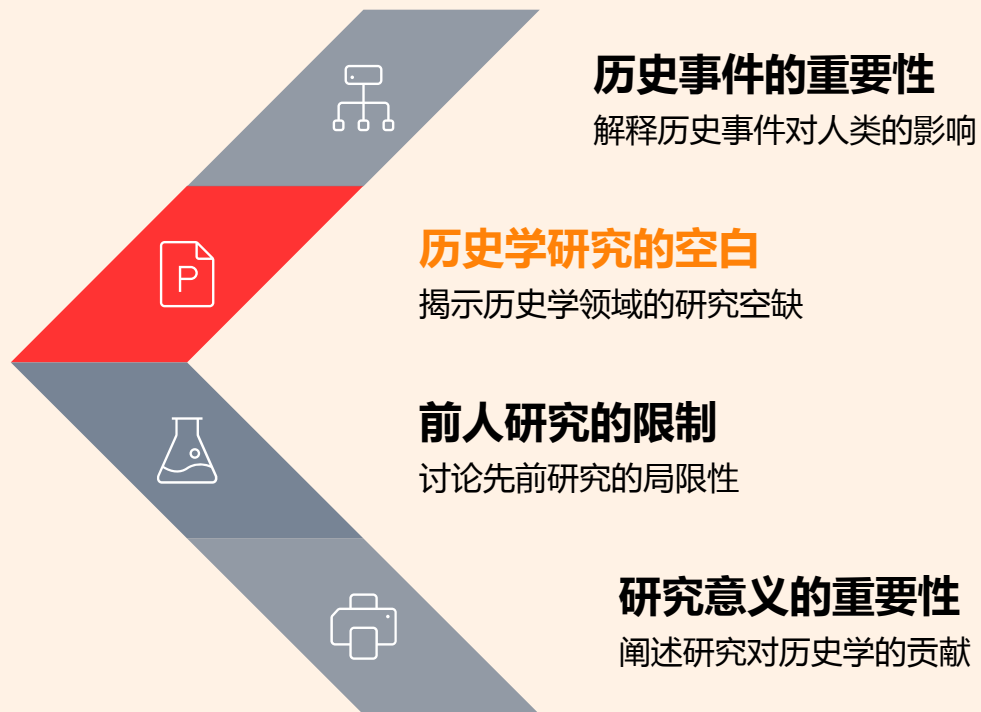 历史事件的重要性
解释历史事件对人类的影响
P
历史学研究的空白
揭示历史学领域的研究空缺
前人研究的限制
讨论先前研究的局限性
研究意义的重要性
阐述研究对历史学的贡献